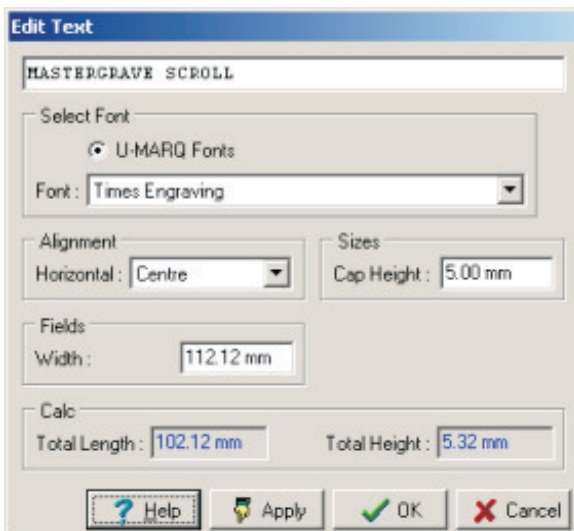 Edit Text
MASTERGRAVE SCROLL
Select Font
U-MARQ Fonts
Font : Times Engraving
Alignment
Horizontal : Centre
Sizes
Cap Height : 5.00 mm
Fields
Width : 112.12 mm
Calc
Total Length : 102.12 mm Total Height : 5.32 mm
? Help Apply OK Cancel